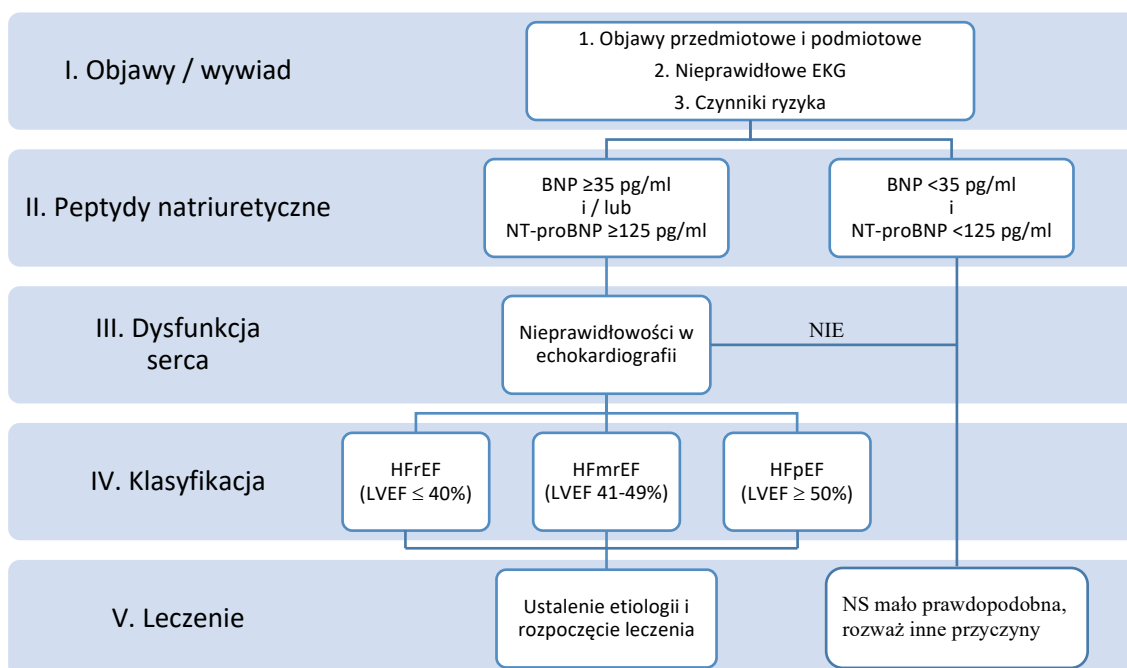 I. Objawy / wywiad
1. Objawy przedmiotowe i podmiotowe
2. Nieprawidłowe EKG
3. Czynniki ryzyka
II. Peptydy natriuretyczne
BNP ≥35 pg/ml
i / lub
NT-proBNP ≥125 pg/ml
BNP <35 pg/ml
i
NT-proBNP <125 pg/ml
III. Dysfunkcja
serca
Nieprawidłowości w
echokardiografii
NIE
IV. Klasyfikacja
HFrEF
(LVEF ≤ 40%)
HFmrEF
(LVEF 41-49%)
HFpEF
(LVEF ≥ 50%)
V. Leczenie
Ustalenie etiologii i
rozpoczęcie leczenia
NS mało prawdopodobna,
rozważ inne przyczyny